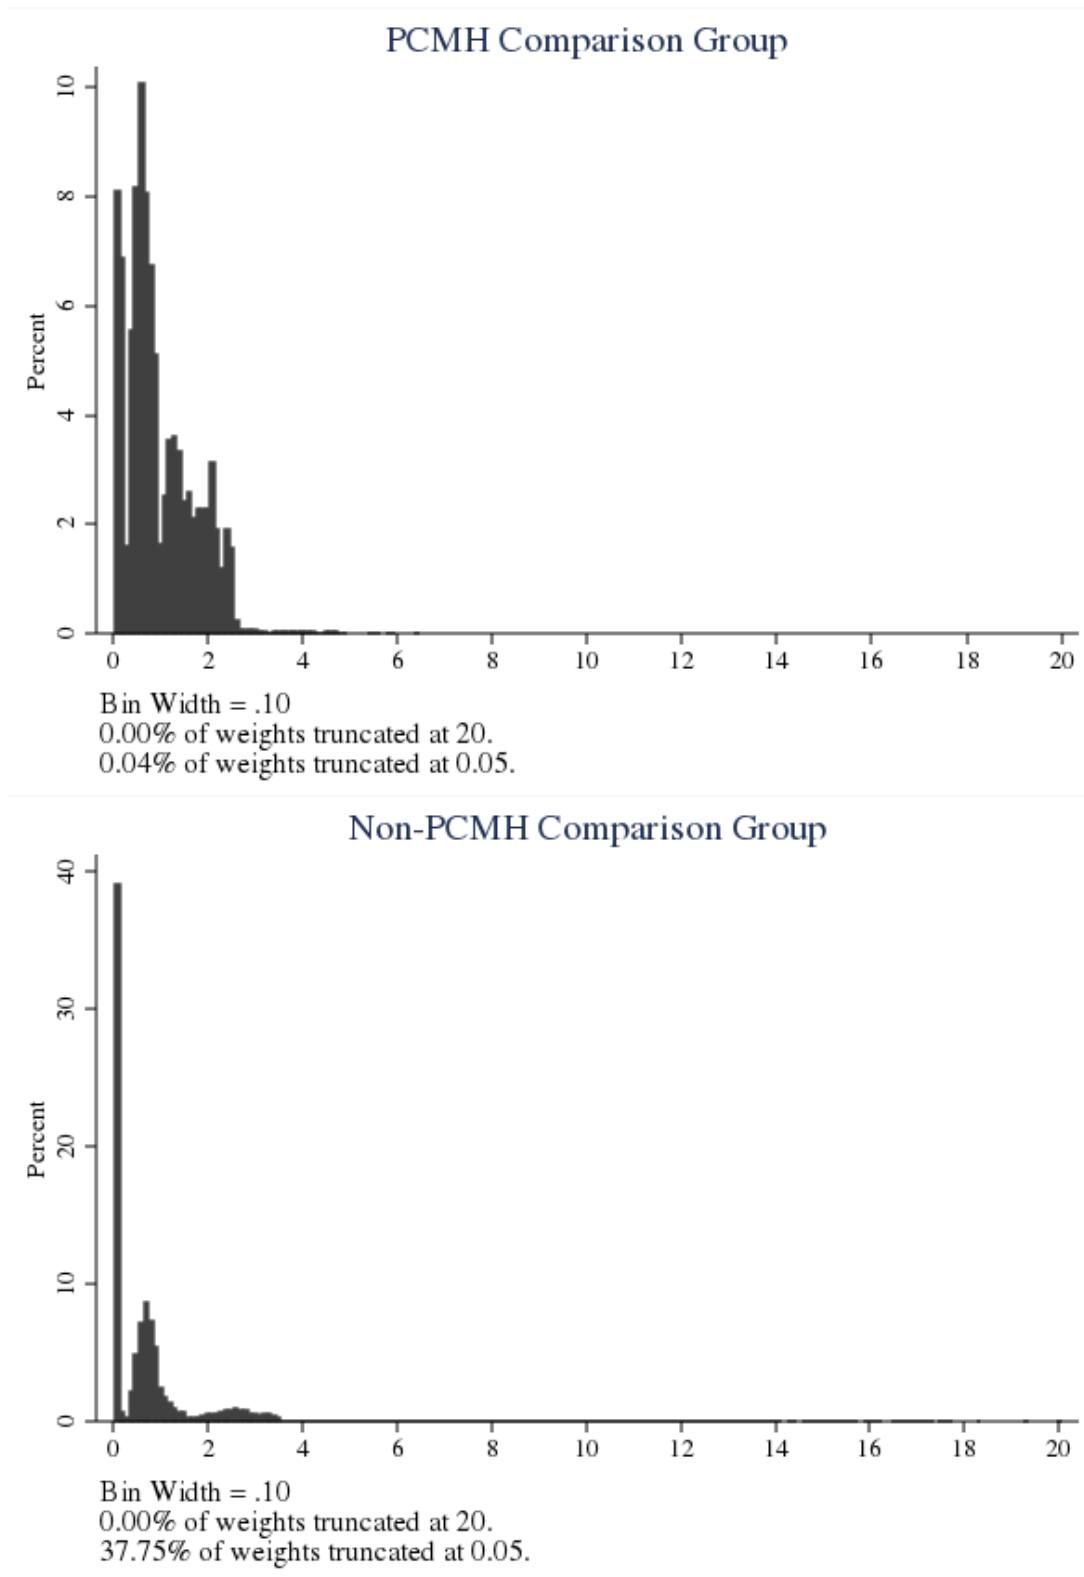 PCMH Comparison Group
Percent
10
8
6
4
2
0
0 2 4 6 8 10 12 14 16 18 20
Bin Width = .10
0.00% of weights truncated at 20.
0.04% of weights truncated at 0.05.
Non-PCMH Comparison Group
Percent
40
30
20
10
0
0 2 4 6 8 10 12 14 16 18 20
Bin Width = .10
0.00% of weights truncated at 20.
37.75% of weights truncated at 0.05.